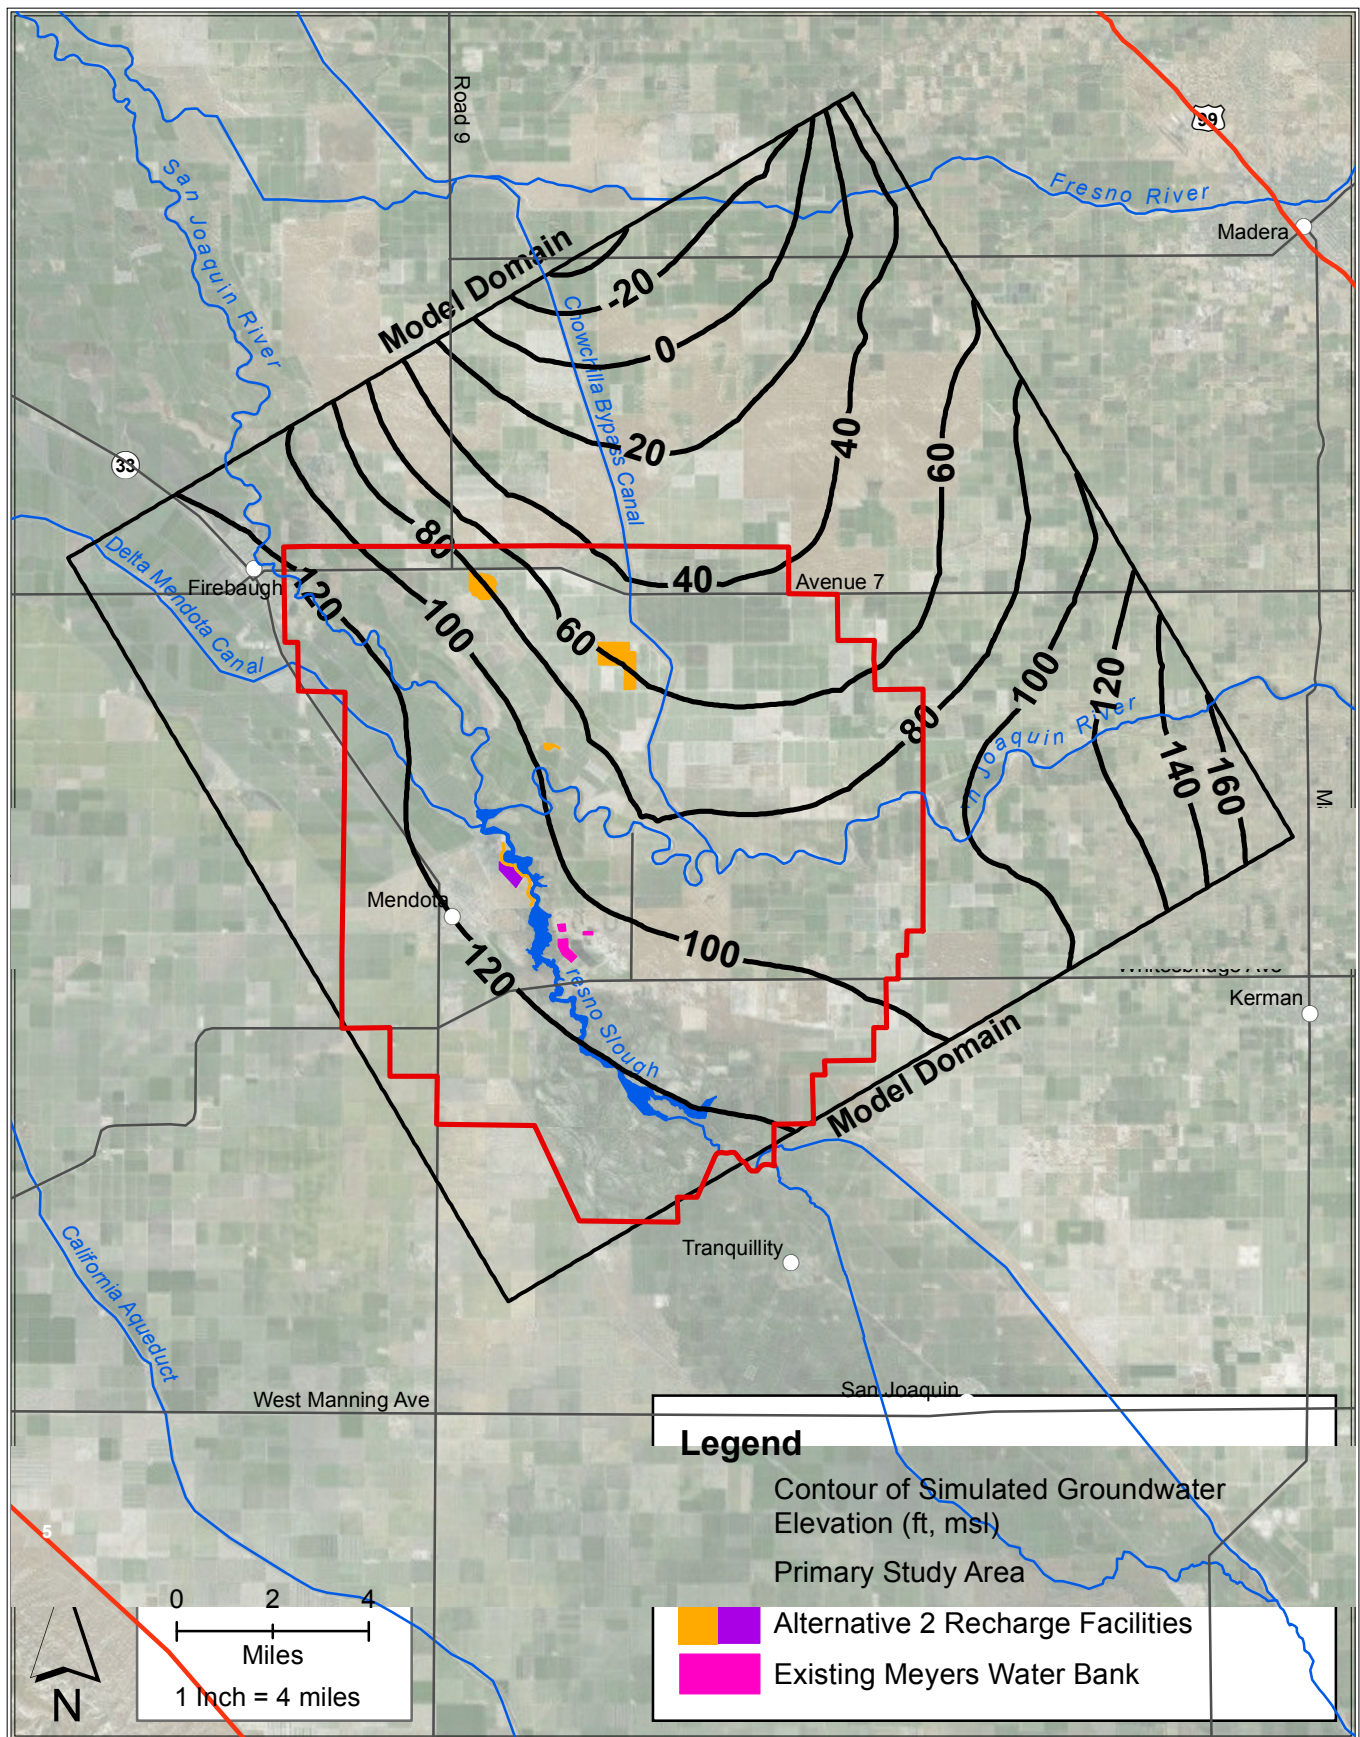 Road 9
99
San Joaquin River
Fresno River
Madera
Model Domain
-20
0
Chowchilla Bypass Canal
20
40
60
33
80
Delta Mendota Canal
Firebaugh
120
100
60
40
Avenue 7
80
100
120
140
160
Joaquin River
Mendota
120
100
resno Slough
Kerman
Model Domain
Tranquillity
California Aqueduct
West Manning Ave
San Joaquin
5
Legend
Contour of Simulated Groundwater
Elevation (ft, msl)
Primary Study Area
Alternative 2 Recharge Facilities
Existing Meyers Water Bank
0 2 4
Miles
1 Inch = 4 miles
N